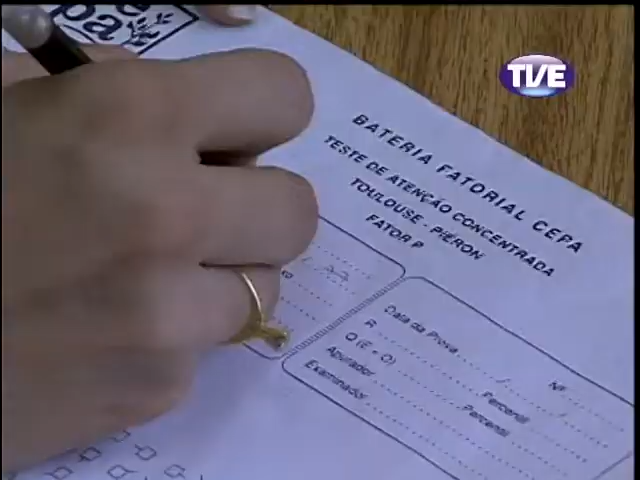 TVE
BATERIA FATORIAL CEPA
TESTE DE ATENÇÃO CONCENTRADA
TOULOUSE - PIÉRON
FATOR P
Data da Prova / / Nº
R Percentil
Q (E + O) Percentil
Apurador
Examinador